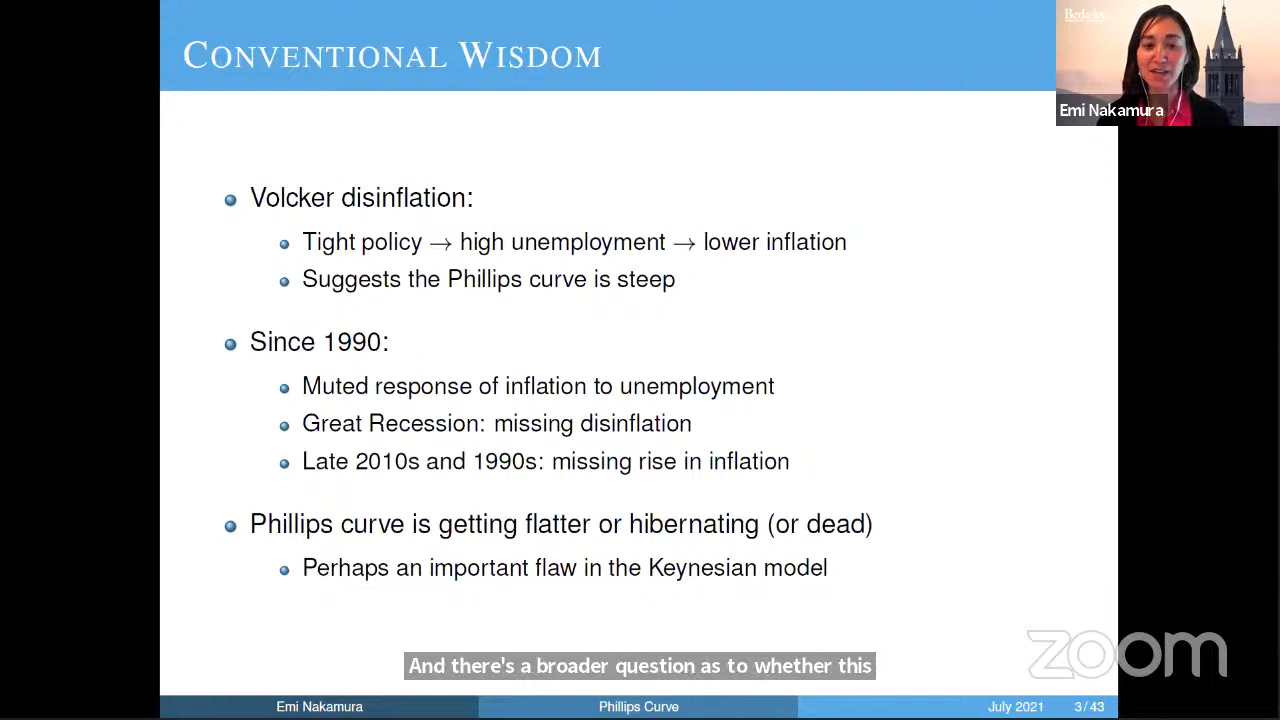 CONVENTIONAL WISDOM
Berkeley
Emi Nakamura
Volcker disinflation:
Tight policy → high unemployment → lower inflation
Suggests the Phillips curve is steep
Since 1990:
Muted response of inflation to unemployment
Great Recession: missing disinflation
Late 2010s and 1990s: missing rise in inflation
Phillips curve is getting flatter or hibernating (or dead)
Perhaps an important flaw in the Keynesian model
zoom
And there's a broader question as to whether this
Emi Nakamura
Phillips Curve
July 2021
3 / 43